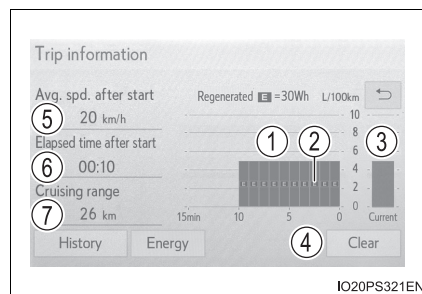 Trip information
Avg. spd. after start
5 20 km/h
Elapsed time after start
6 00:10
Cruising range
7 26 km
Regenerated E =30Wh L/100km
1 2 3
10
8
6
4
2
0
E E E E E E E E E E
15min 10 5 0 Current
History Energy 4 Clear
IO20PS321EN